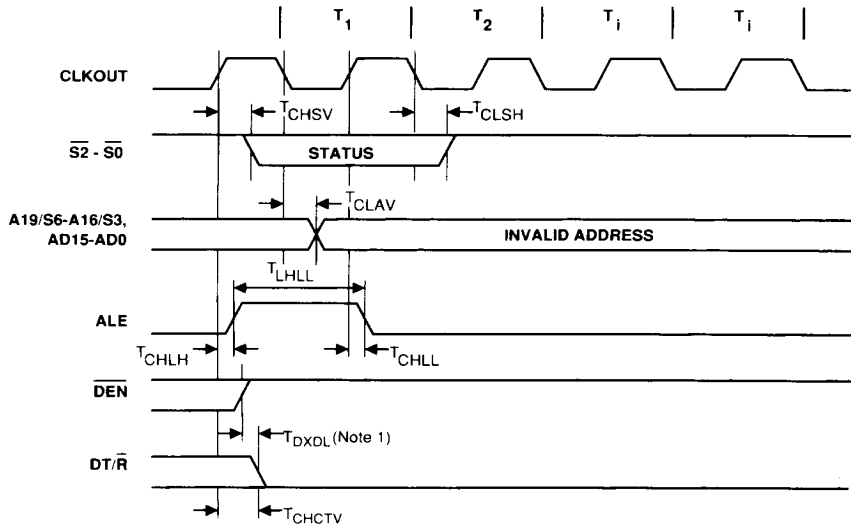 T1 T2 Ti Ti
CLKOUT
TCHSV TCLSH
S2 - S0 STATUS
TCLAV
A19/S6-A16/S3,
AD15-AD0 INVALID ADDRESS
TLHLL
ALE
TCHLH TCHLL
DEN
TDXDL (Note 1)
DT/R
TCHCTV